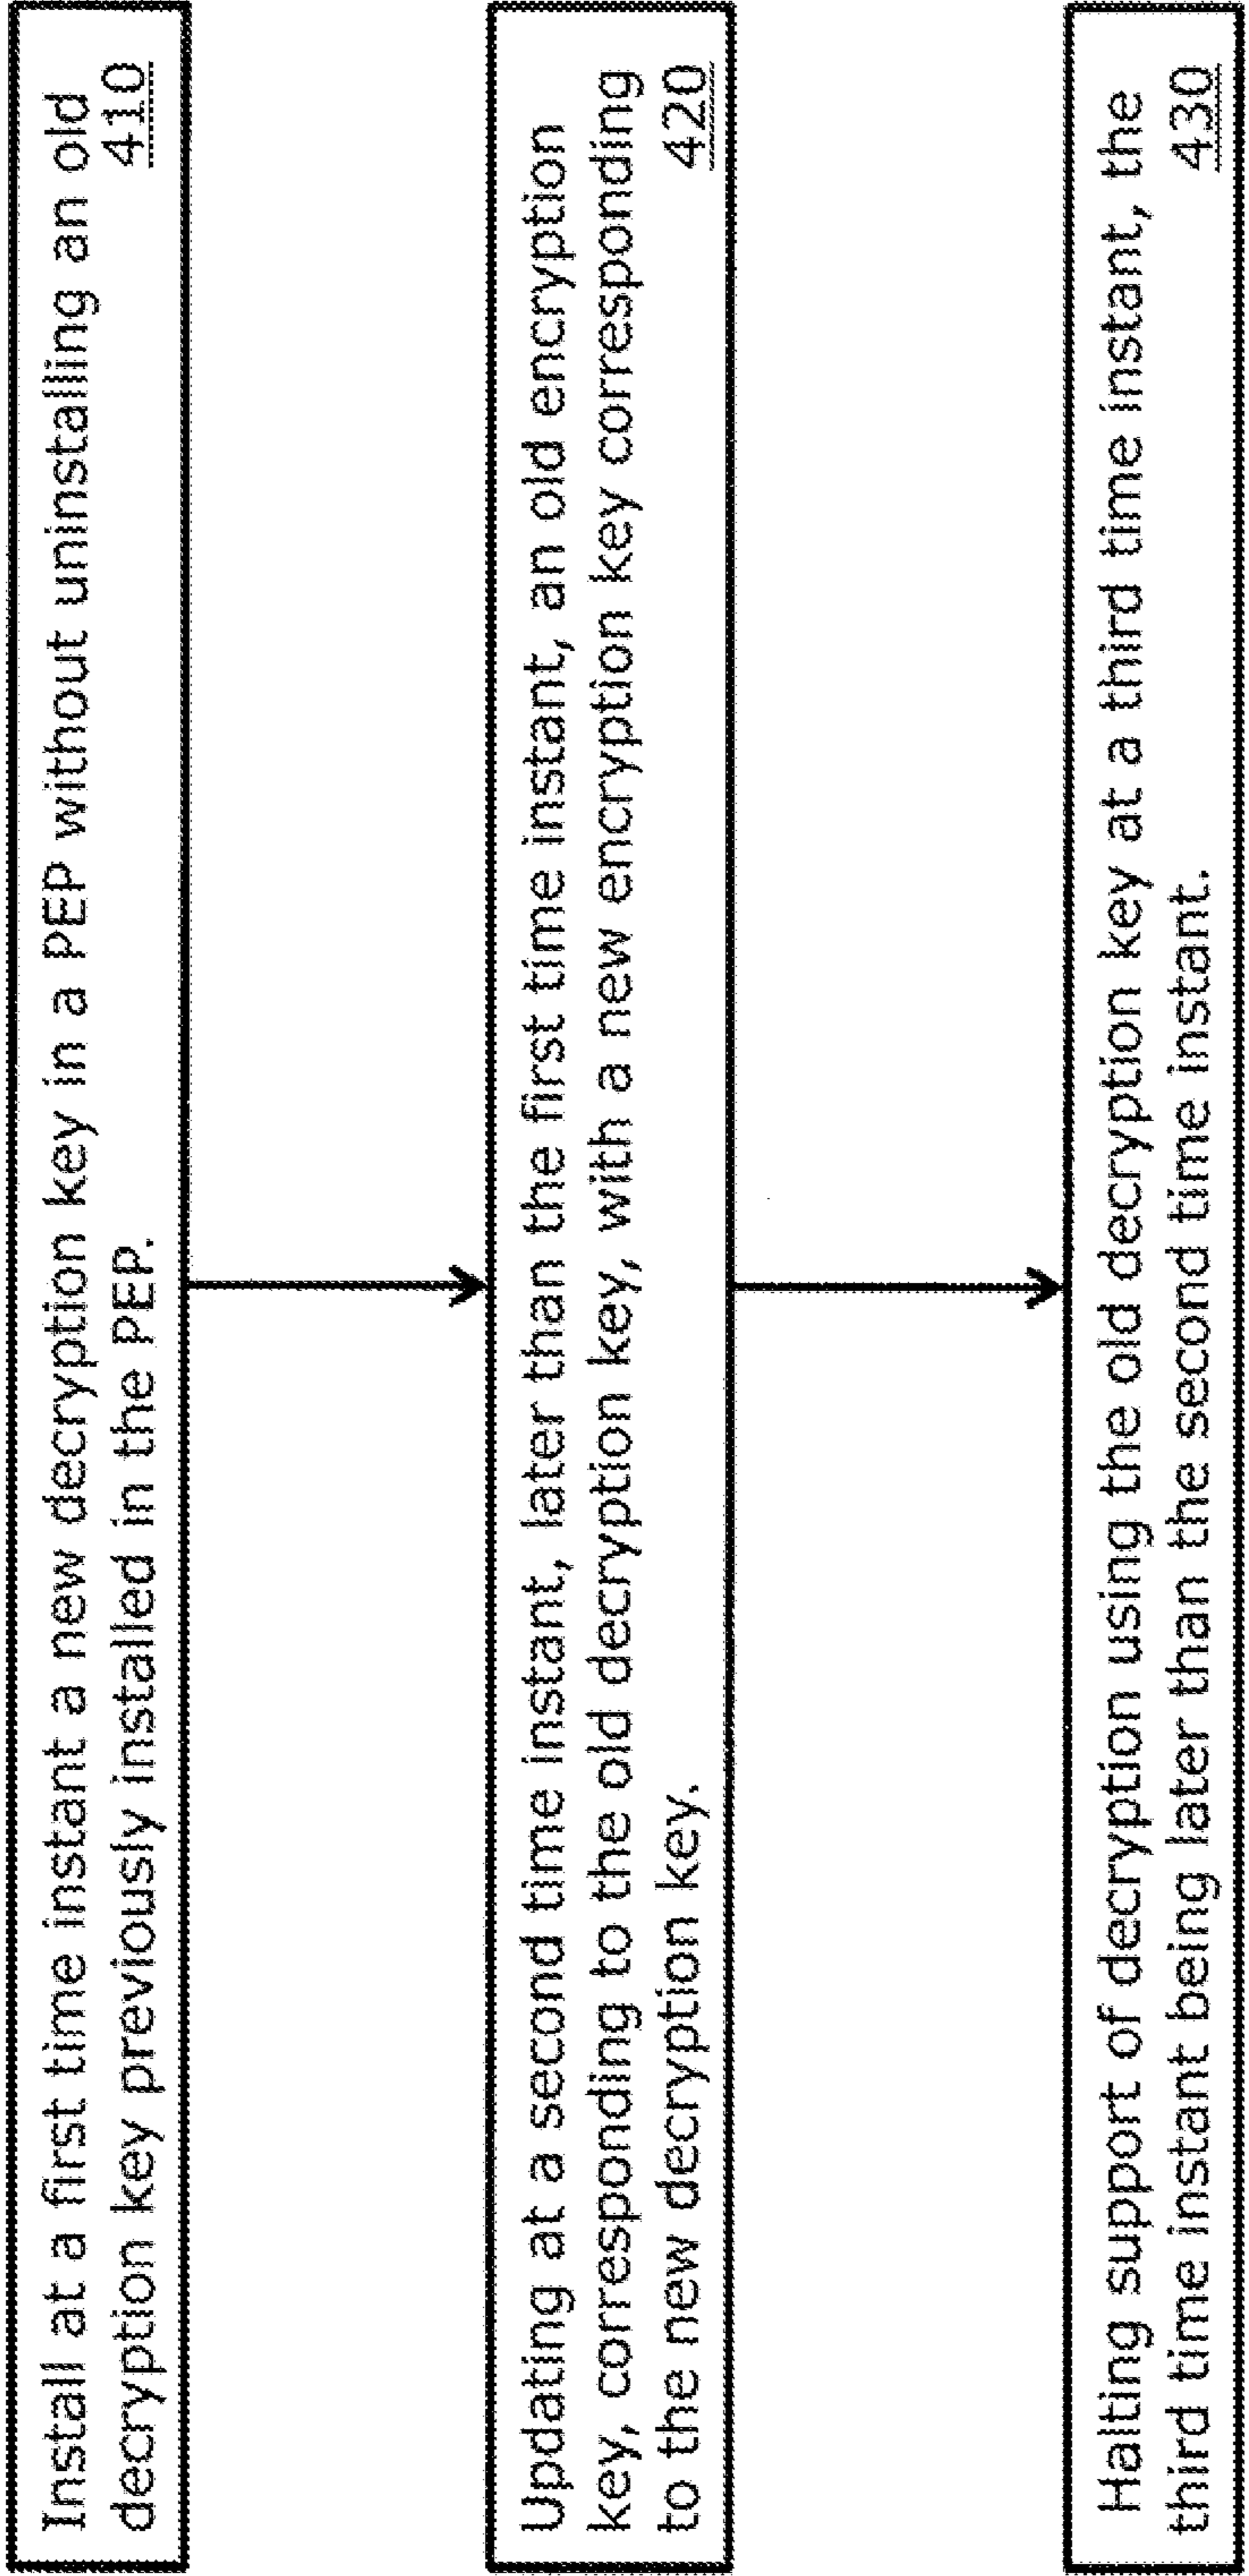 Install at a first time instant a new decryption key in a PEP without uninstalling an old
decryption key previously installed in the PEP. 410
Updating at a second time instant, later than the first time instant, an old encryption
key, corresponding to the old decryption key, with a new encryption key corresponding
to the new decryption key. 420
Halting support of decryption using the old decryption key at a third time instant, the
third time instant being later than the second time instant. 430